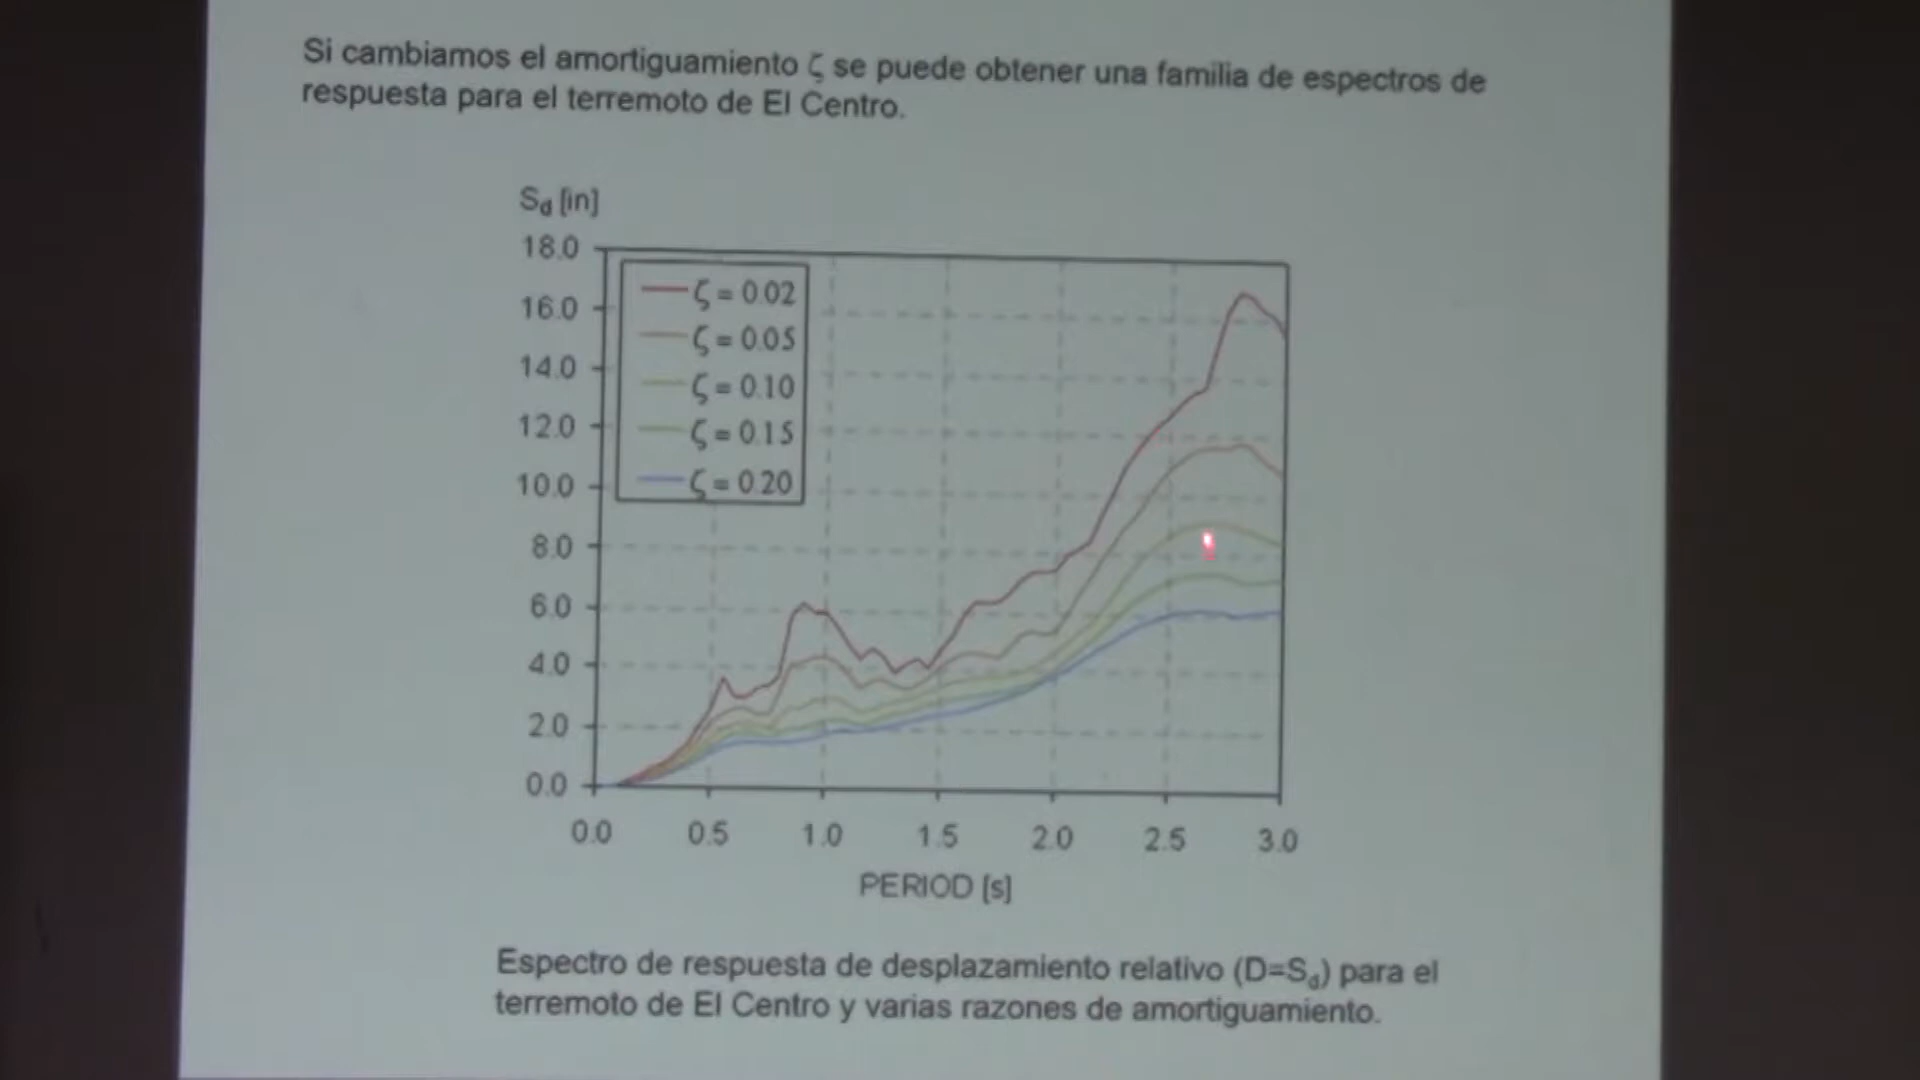 Si cambiamos el amortiguamiento ζ se puede obtener una familia de espectros de
respuesta para el terremoto de El Centro.
Sd [in]
18.0
16.0
14.0
12.0
10.0
8.0
6.0
4.0
2.0
0.0
ζ = 0.02
ζ = 0.05
ζ = 0.10
ζ = 0.15
ζ = 0.20
0.0 0.5 1.0 1.5 2.0 2.5 3.0
PERIOD [s]
Espectro de respuesta de desplazamiento relativo (D=Sd) para el
terremoto de El Centro y varias razones de amortiguamiento.